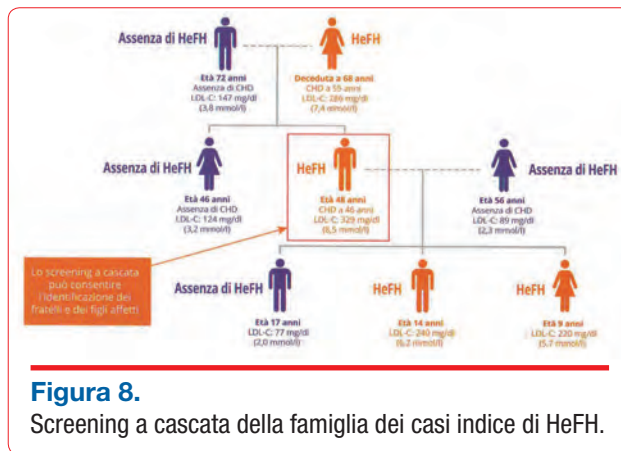 Assenza di HeFH
HeFH
Età 72 anni
Assenza di CHD
LDL-C: 147 mg/dl
(3,8 mmol/l)
Deceduta a 68 anni
CHD a 55 anni
LDL-C: 286 mg/dl
(7,4 mmol/l)
Assenza di HeFH
HeFH
Assenza di HeFH
Età 46 anni
Assenza di CHD
LDL-C: 124 mg/dl
(3,2 mmol/l)
Età 48 anni
CHD a 46 anni
LDL-C: 329 mg/dl
(8,5 mmol/l)
Età 56 anni
Assenza di CHD
LDL-C: 89 mg/dl
(2,3 mmol/l)
Lo screening a cascata
può consentire
l'identificazione dei
fratelli e dei figli affetti
Assenza di HeFH
HeFH
HeFH
Età 17 anni
LDL-C: 77 mg/dl
(2,0 mmol/l)
Età 14 anni
LDL-C: 240 mg/dl
(6,2 mmol/l)
Età 9 anni
LDL-C: 220 mg/dl
(5,7 mmol/l)
Figura 8.
Screening a cascata della famiglia dei casi indice di HeFH.